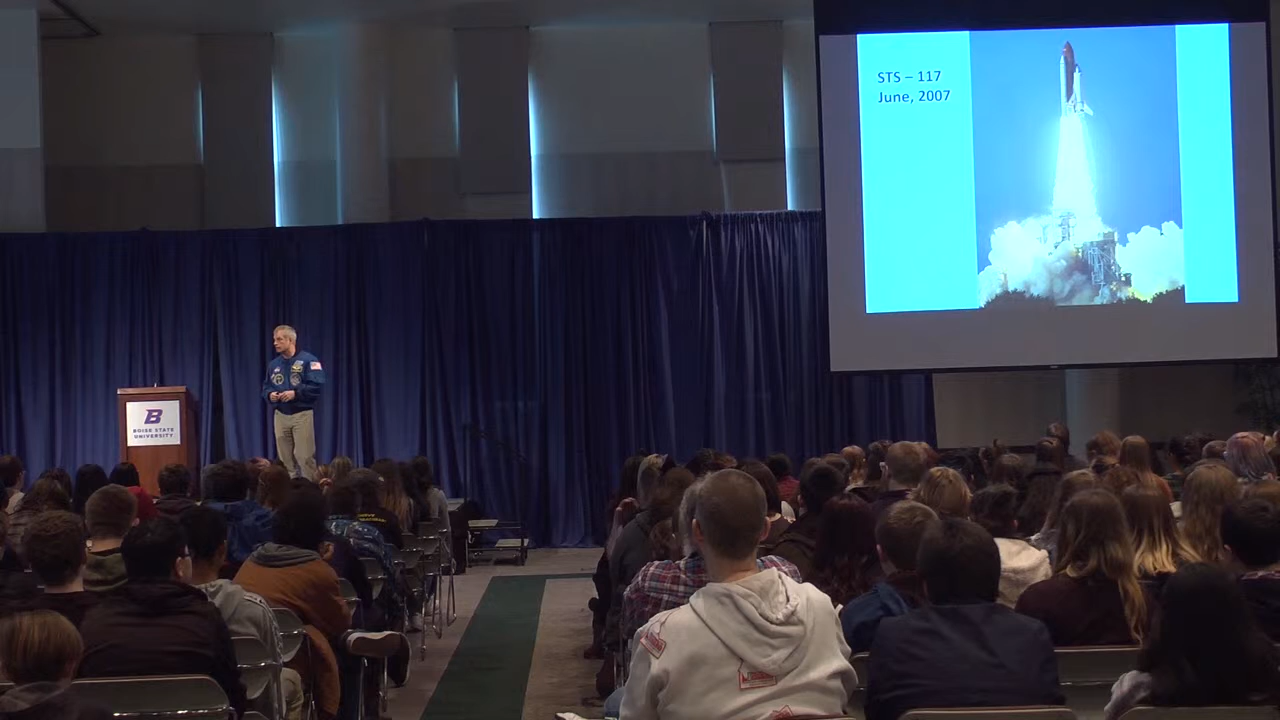 STS – 117
June, 2007
B
BOISE STATE
UNIVERSITY